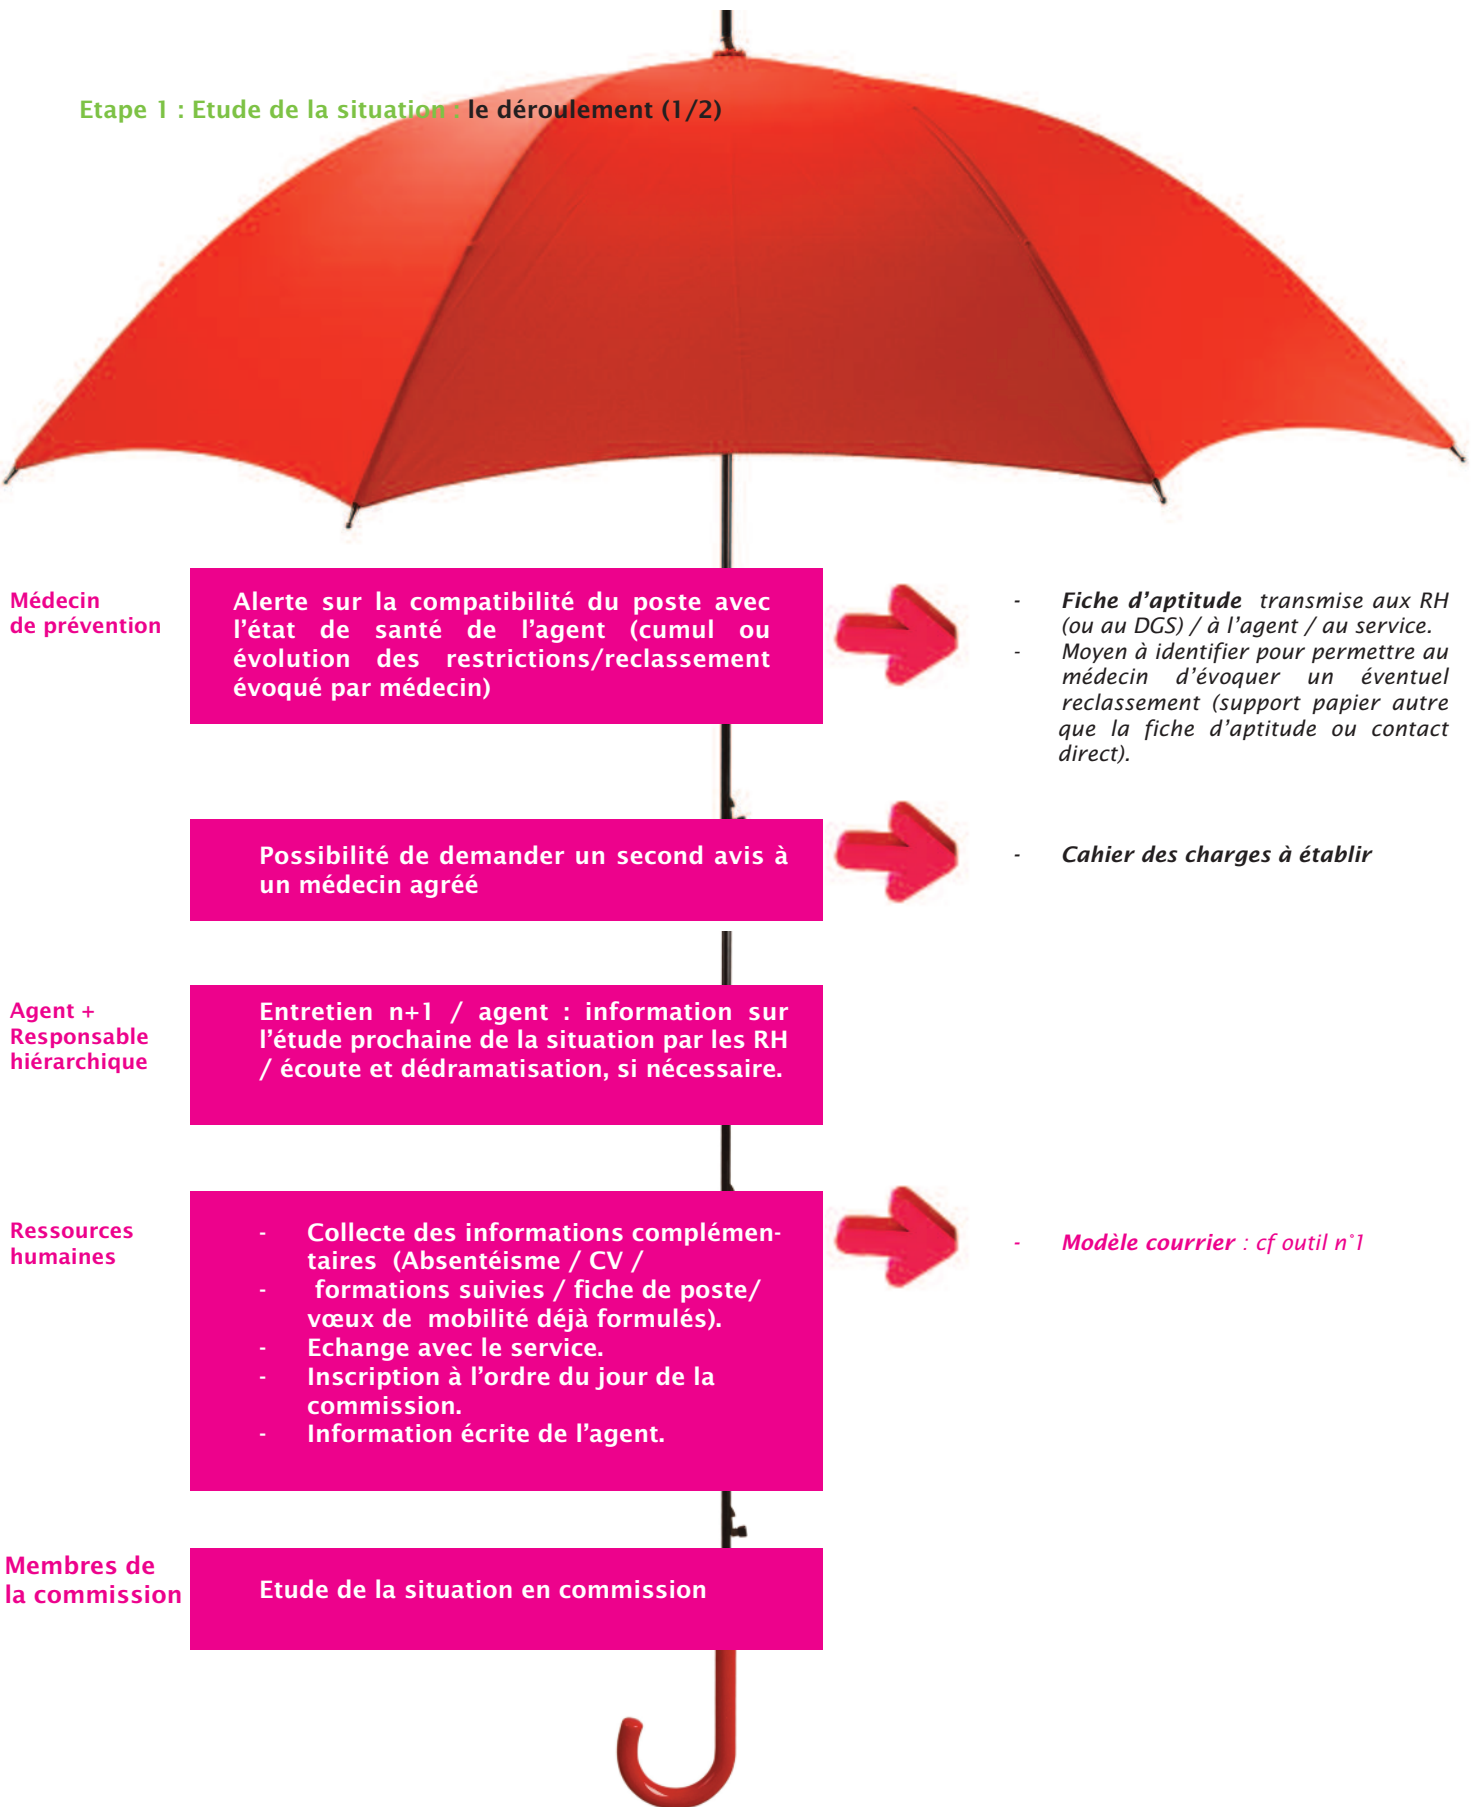 Etape 1 : Etude de la situation : le déroulement (1/2)
Médecin
de prévention
Alerte sur la compatibilité du poste avec
l’état de santé de l’agent (cumul ou
évolution des restrictions/reclassement
évoqué par médecin)
- Fiche d’aptitude transmise aux RH
(ou au DGS) / à l’agent / au service.
- Moyen à identifier pour permettre au
médecin d’évoquer un éventuel
reclassement (support papier autre
que la fiche d’aptitude ou contact
direct).
Possibilité de demander un second avis à
un médecin agréé
- Cahier des charges à établir
Agent +
Responsable
hiérarchique
Entretien n+1 / agent : information sur
l’étude prochaine de la situation par les RH
/ écoute et dédramatisation, si nécessaire.
Ressources
humaines
- Collecte des informations complémen-
taires (Absentéisme / CV /
- formations suivies / fiche de poste/
vœux de mobilité déjà formulés).
- Echange avec le service.
- Inscription à l’ordre du jour de la
commission.
- Information écrite de l’agent.
- Modèle courrier : cf outil n°1
Membres de
la commission
Etude de la situation en commission